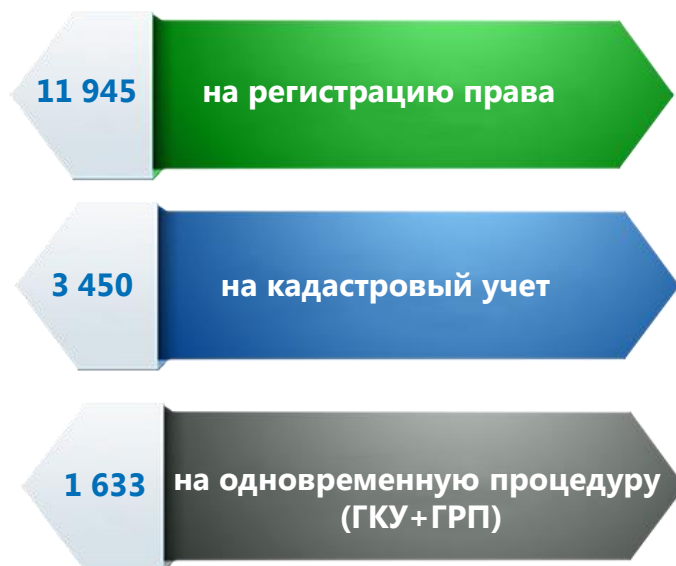 11 945 на регистрацию права
3 450 на кадастровый учет
1 633 на одновременную процедуру
(ГКУ+ГРП)